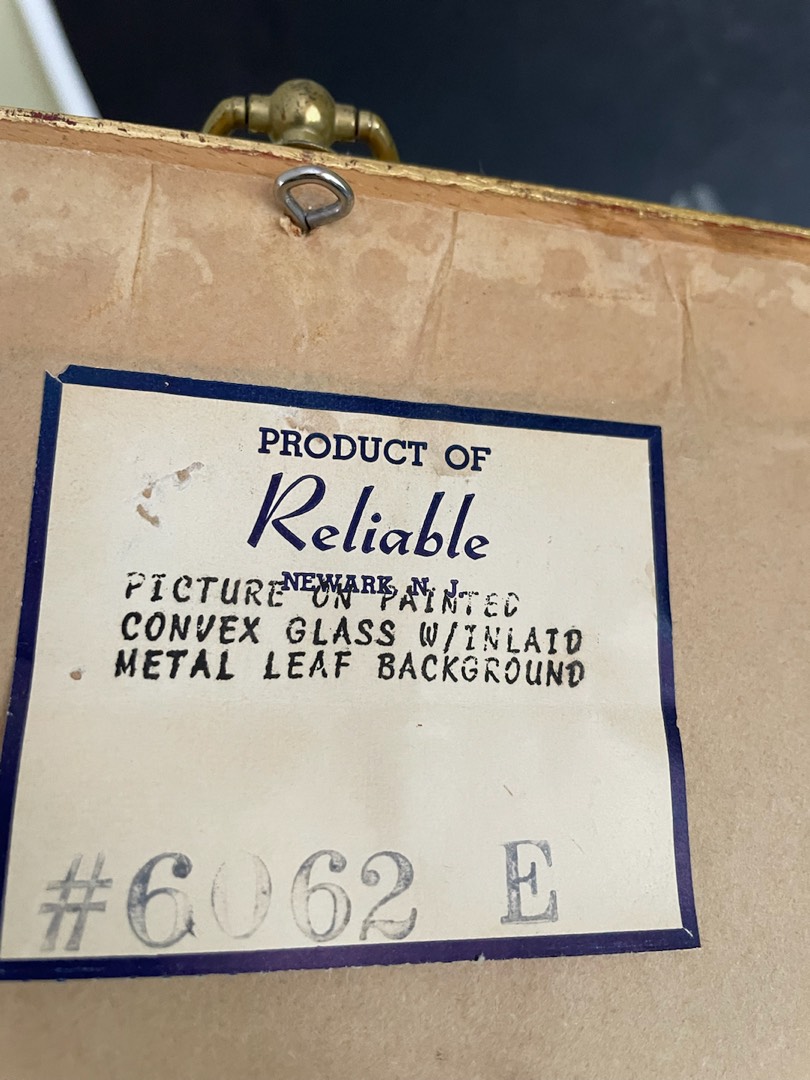 PRODUCT OF
Reliable
NEWARK, N. J.
PICTURE ON PAINTED
CONVEX GLASS W/INLAID
METAL LEAF BACKGROUND
#6062 E